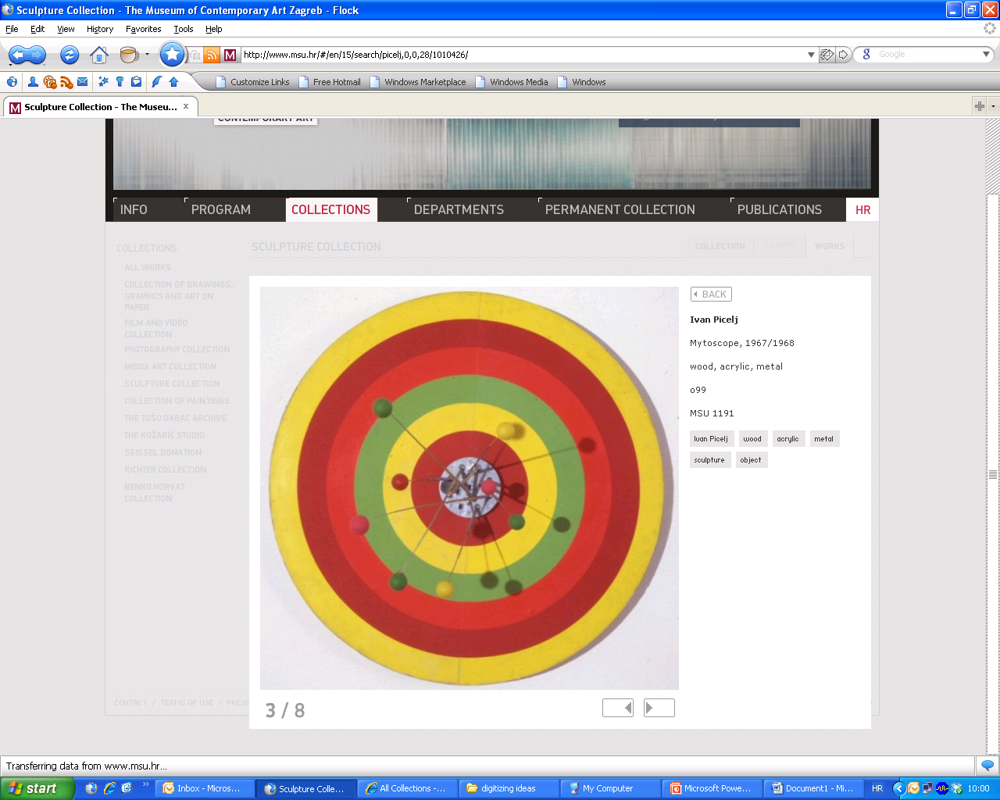 Sculpture Collection - The Museum of Contemporary Art Zagreb - Flock
File Edit View History Favorites Tools Help
http://www.msu.hr/#/en/15/search/picelj,0,0,28/1010426/
Google
Customize Links Free Hotmail Windows Marketplace Windows Media Windows
M Sculpture Collection - The Museu... x
CONTEMPORARY ART
INFO PROGRAM COLLECTIONS DEPARTMENTS PERMANENT COLLECTION PUBLICATIONS HR
COLLECTIONS
ALL WORKS
COLLECTION OF DRAWINGS,
GRAPHICS AND ART ON
PAPER
FILM AND VIDEO
COLLECTION
PHOTOGRAPHY COLLECTION
MEDIA ART COLLECTION
SCULPTURE COLLECTION
COLLECTION OF PAINTINGS
THE TOŠO DABAC ARCHIVE
THE KOŽARIĆ STUDIO
SEISSEL DONATION
RICHTER COLLECTION
BENKO HORVAT
COLLECTION
SCULPTURE COLLECTION
COLLECTION ARTISTS WORKS
BACK
Ivan Picelj
Mytoscope, 1967/1968
wood, acrylic, metal
o99
MSU 1191
Ivan Picelj wood acrylic metal
sculpture object
3 / 8
CONTACT / TERMS OF USE / PRESS
Transferring data from www.msu.hr...
start Inbox - Micros... Sculpture Colle... All Collections -... digitizing ideas My Computer Microsoft Powe... Document1 - Mi... HR 10:00